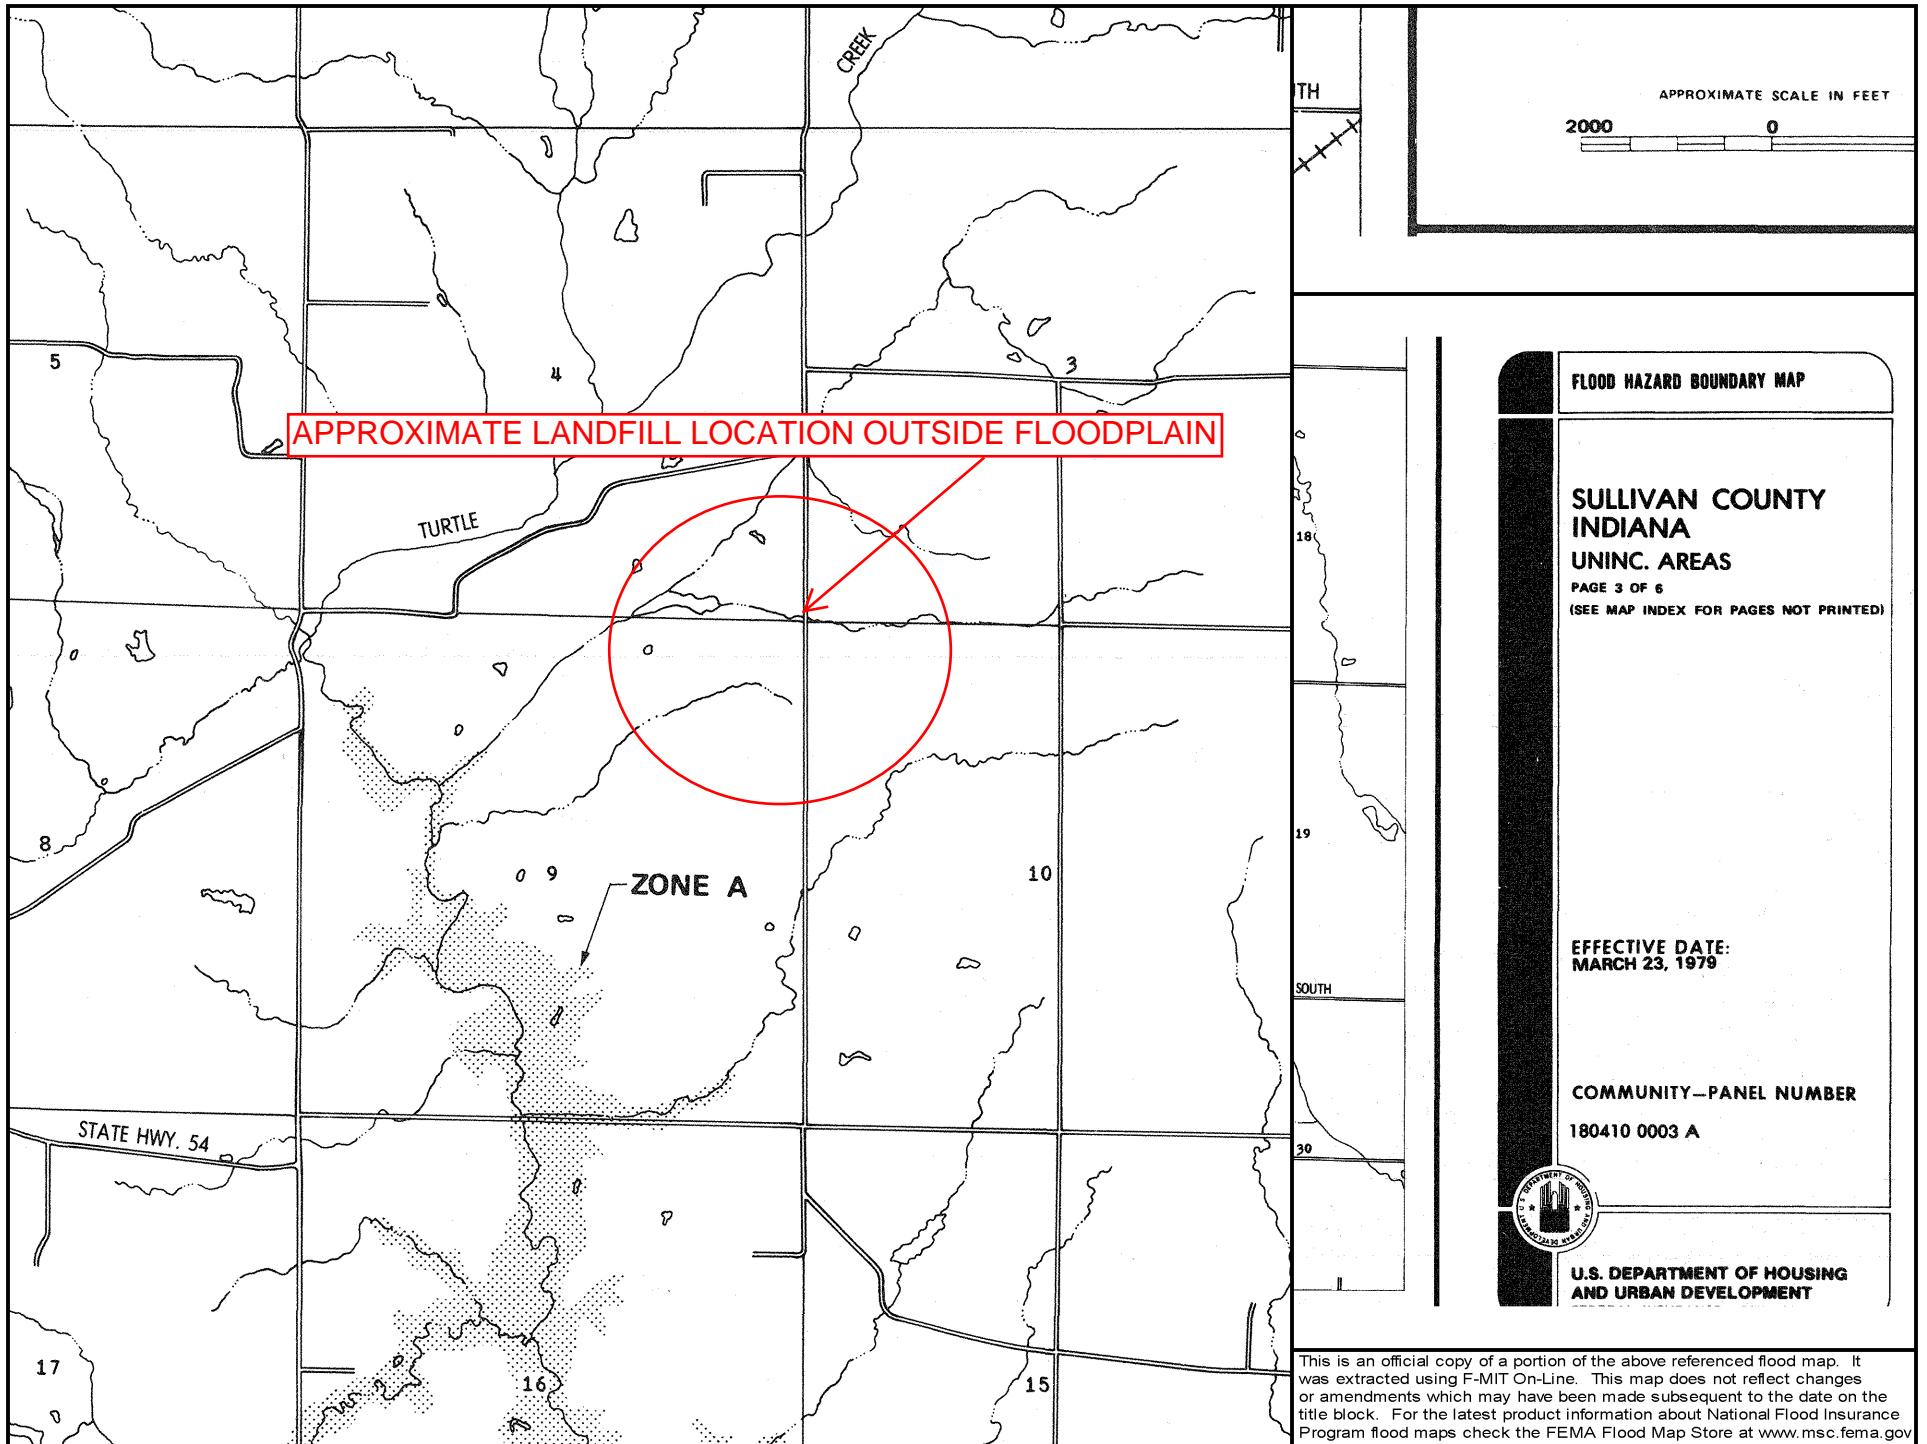 CREEK
5
4
3
APPROXIMATE LANDFILL LOCATION OUTSIDE FLOODPLAIN
TURTLE
8
9
ZONE A
10
STATE HWY. 54
17
16
15
APPROXIMATE SCALE IN FEET
2000 0
18
19
SOUTH
30
FLOOD HAZARD BOUNDARY MAP
SULLIVAN COUNTY
INDIANA
UNINC. AREAS
PAGE 3 OF 6
(SEE MAP INDEX FOR PAGES NOT PRINTED)
EFFECTIVE DATE:
MARCH 23, 1979
COMMUNITY—PANEL NUMBER
180410 0003 A
U.S. DEPARTMENT OF HOUSING AND URBAN DEVELOPMENT
U.S. DEPARTMENT OF HOUSING
AND URBAN DEVELOPMENT
This is an official copy of a portion of the above referenced flood map. It
was extracted using F-MIT On-Line. This map does not reflect changes
or amendments which may have been made subsequent to the date on the
title block. For the latest product information about National Flood Insurance
Program flood maps check the FEMA Flood Map Store at www.msc.fema.gov